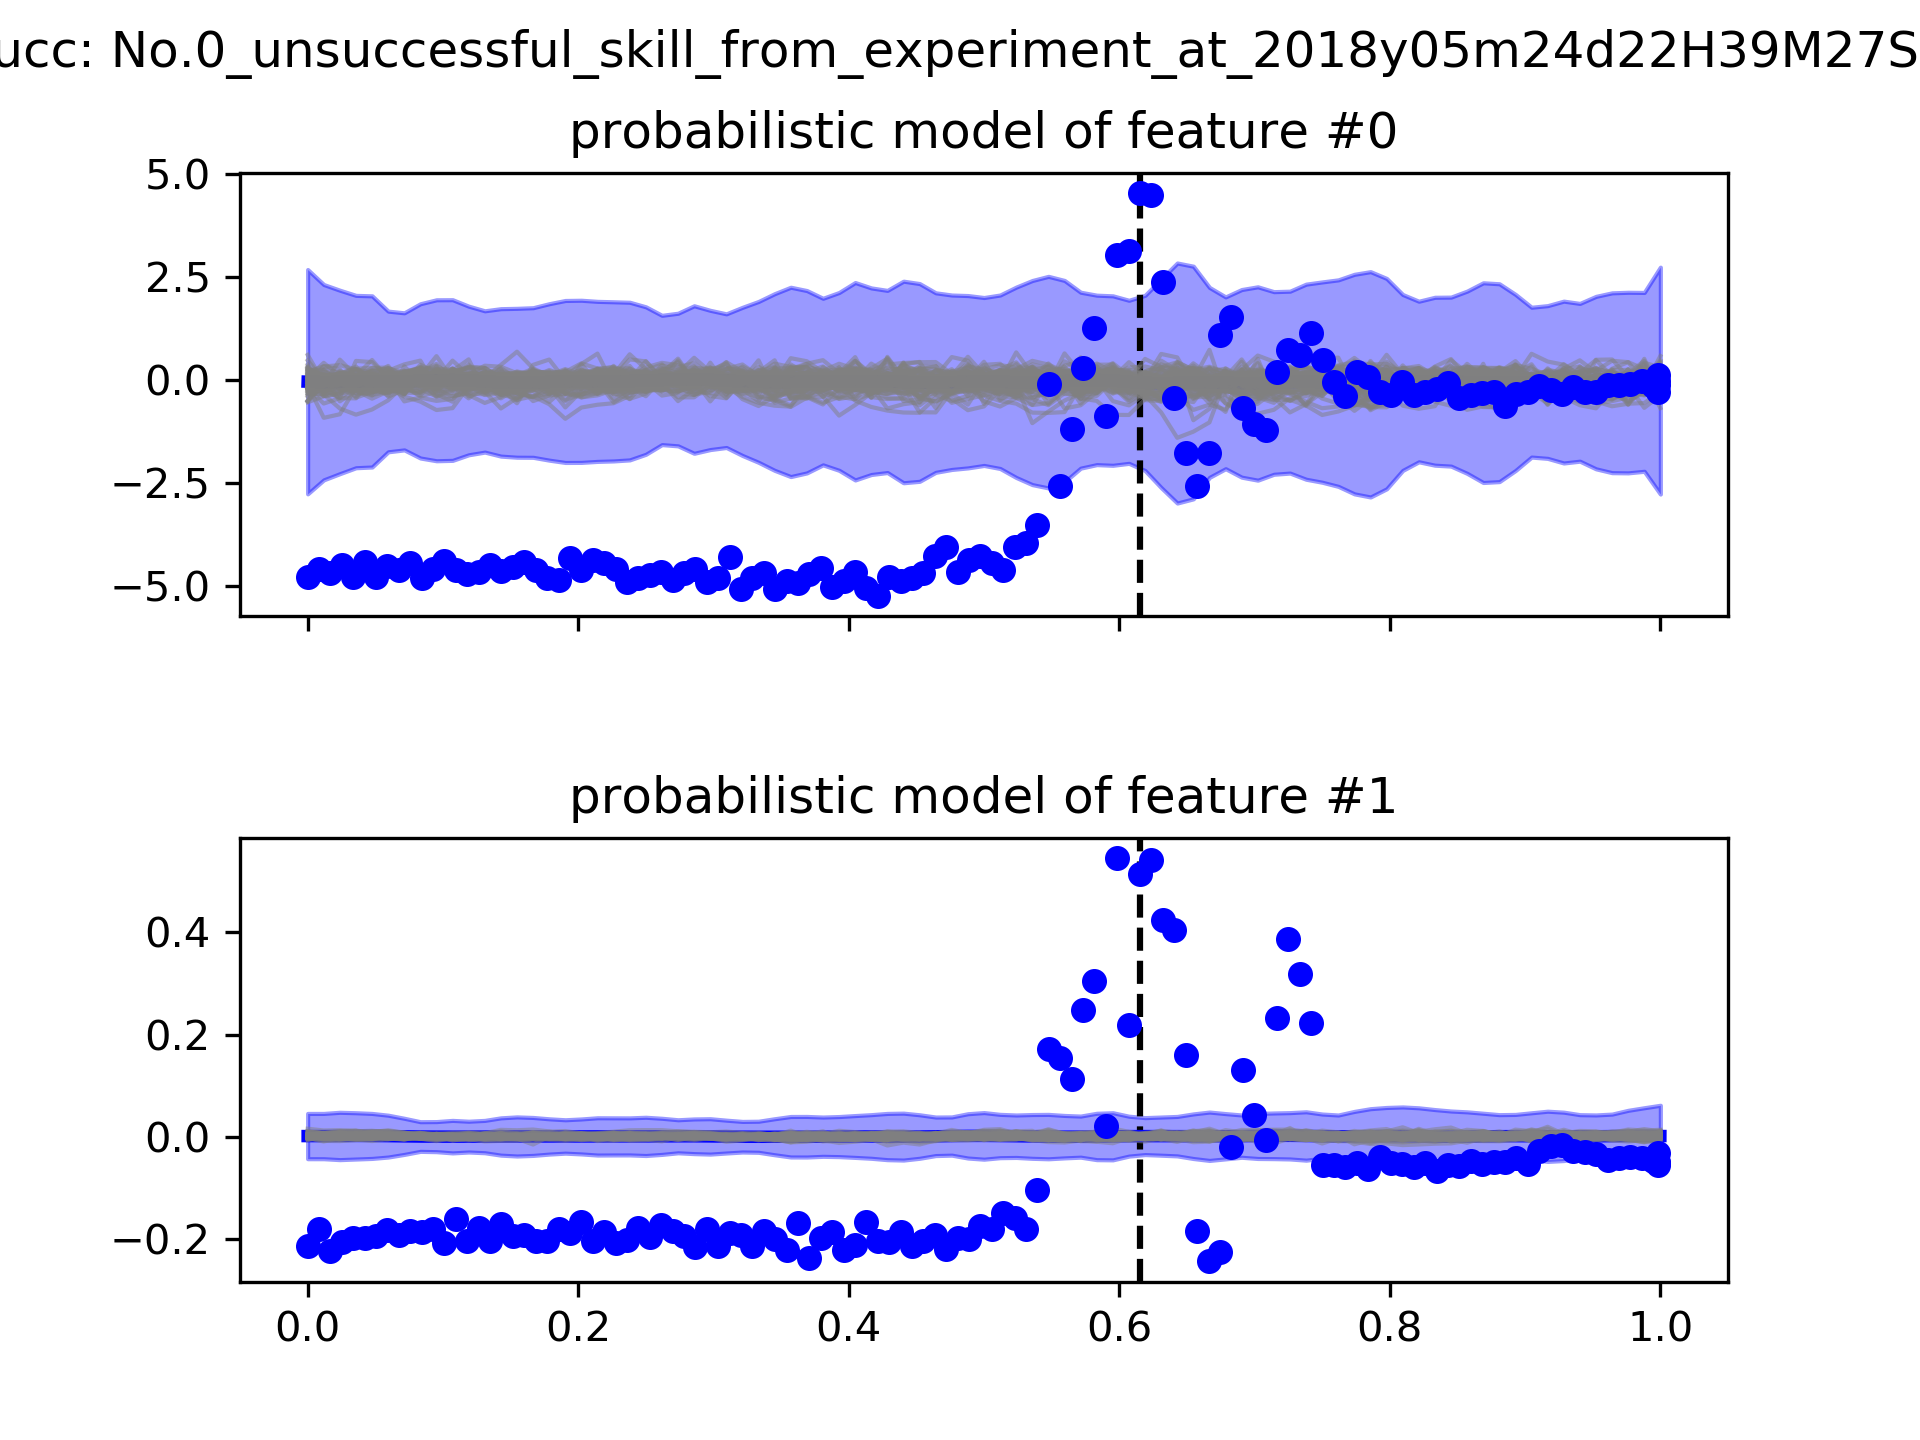 ucc: No.0_unsuccessful_skill_from_experiment_at_2018y05m24d22H39M27S
probabilistic model of feature #0
5.0
2.5
0.0
−2.5
−5.0
probabilistic model of feature #1
0.4
0.2
0.0
−0.2
0.0 0.2 0.4 0.6 0.8 1.0